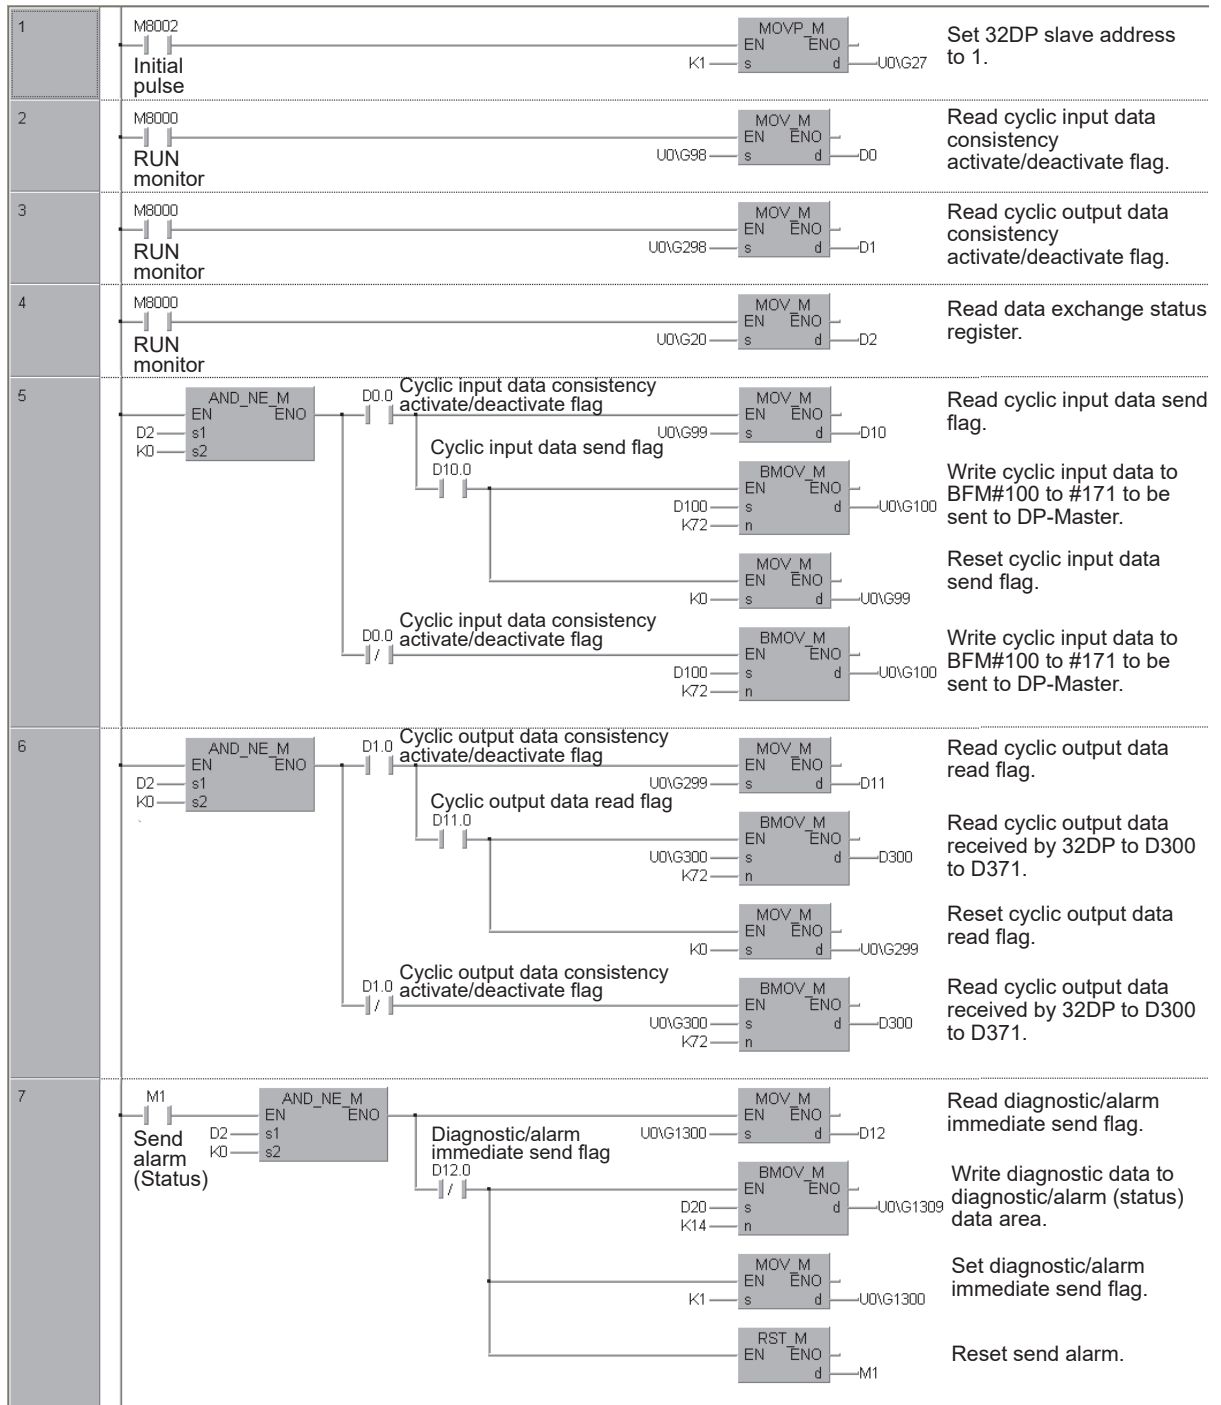 1
M8002
Initial
pulse
MOVP_M
EN ENO
K1 s d U0\G27
Set 32DP slave address
to 1.
2
M8000
RUN
monitor
MOV_M
EN ENO
U0\G98 s d D0
Read cyclic input data
consistency
activate/deactivate flag.
3
M8000
RUN
monitor
MOV_M
EN ENO
U0\G298 s d D1
Read cyclic output data
consistency
activate/deactivate flag.
4
M8000
RUN
monitor
MOV_M
EN ENO
U0\G20 s d D2
Read data exchange status
register.
5
AND_NE_M
EN ENO
D2 s1
K0 s2
D0.0
Cyclic input data consistency
activate/deactivate flag
MOV_M
EN ENO
U0\G99 s d D10
Read cyclic input data send
flag.
Cyclic input data send flag
D10.0
BMOV_M
EN ENO
D100 s d U0\G100
K72 n
Write cyclic input data to
BFM#100 to #171 to be
sent to DP-Master.
MOV_M
EN ENO
K0 s d U0\G99
Reset cyclic input data
send flag.
Cyclic input data consistency
D0.0 activate/deactivate flag
BMOV_M
EN ENO
D100 s d U0\G100
K72 n
Write cyclic input data to
BFM#100 to #171 to be
sent to DP-Master.
6
AND_NE_M
EN ENO
D2 s1
K0 s2
D1.0
Cyclic output data consistency
activate/deactivate flag
MOV_M
EN ENO
U0\G299 s d D11
Read cyclic output data
read flag.
Cyclic output data read flag
D11.0
BMOV_M
EN ENO
U0\G300 s d D300
K72 n
Read cyclic output data
received by 32DP to D300
to D371.
MOV_M
EN ENO
K0 s d U0\G299
Reset cyclic output data
read flag.
Cyclic output data consistency
D1.0 activate/deactivate flag
BMOV_M
EN ENO
U0\G300 s d D300
K72 n
Read cyclic output data
received by 32DP to D300
to D371.
7
M1
Send
alarm
(Status)
AND_NE_M
EN ENO
D2 s1
K0 s2
MOV_M
EN ENO
U0\G1300 s d D12
Read diagnostic/alarm
immediate send flag.
Diagnostic/alarm
immediate send flag
D12.0
BMOV_M
EN ENO
D20 s d U0\G1309
K14 n
Write diagnostic data to
diagnostic/alarm (status)
data area.
MOV_M
EN ENO
K1 s d U0\G1300
Set diagnostic/alarm
immediate send flag.
RST_M
EN ENO
d M1
Reset send alarm.